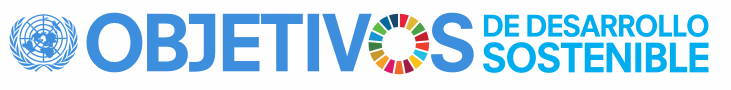 OBJETIVOS DE DESARROLLO
SOSTENIBLE